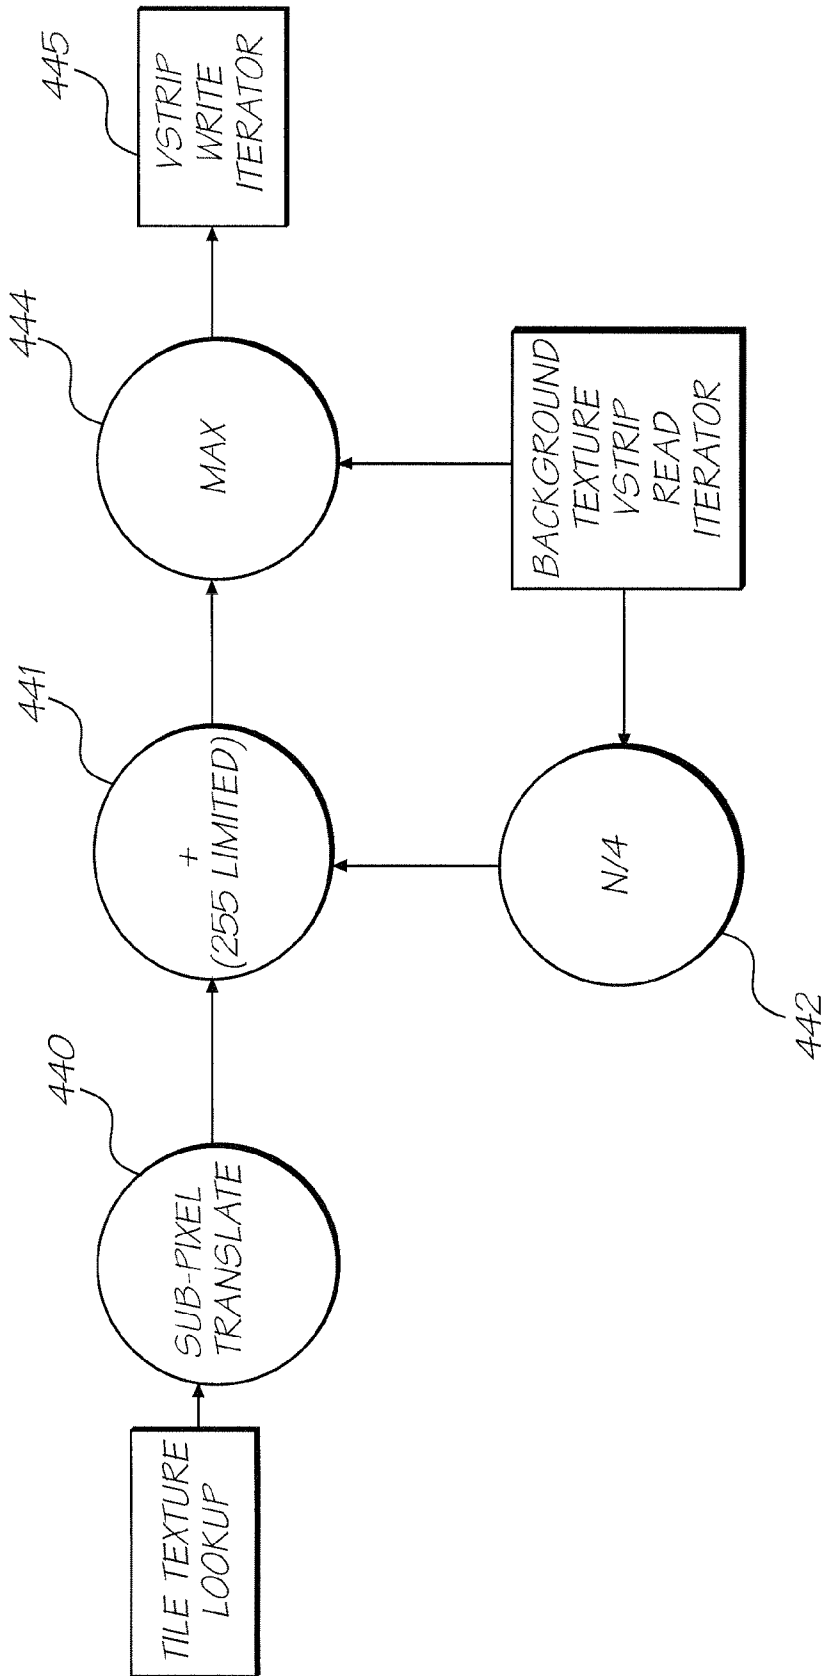 TILE TEXTURE
LOOKUP
440
SUB-PIXEL
TRANSLATE
441
+
(255 LIMITED)
444
MAX
445
VSTRIP
WRITE
ITERATOR
442
N/4
BACKGROUND
TEXTURE
VSTRIP
READ
ITERATOR